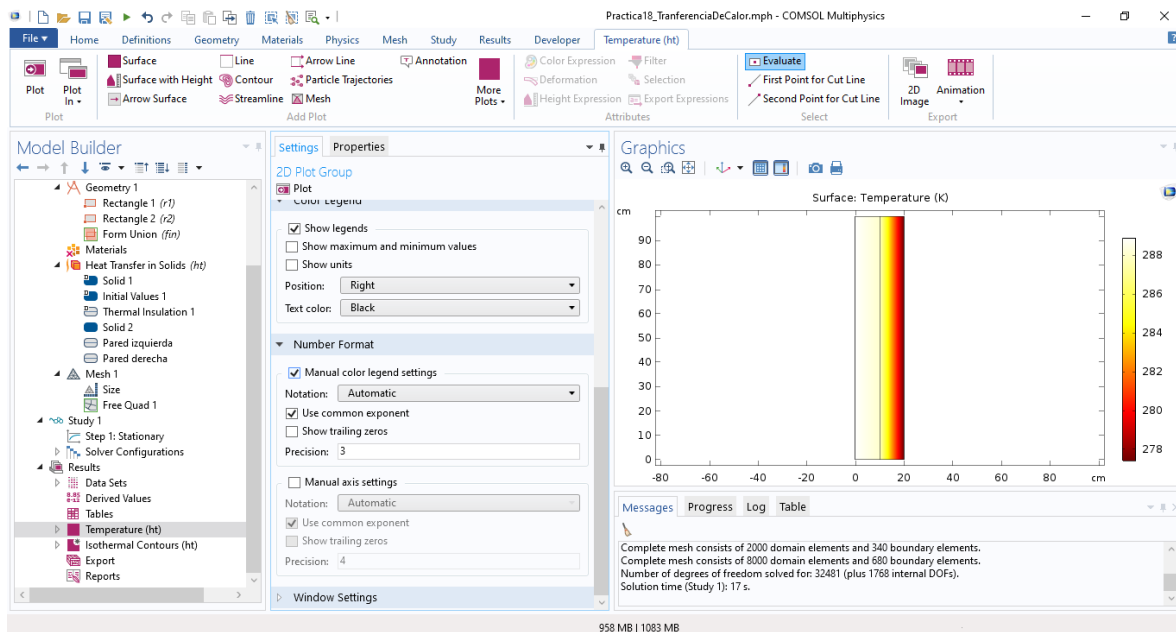 Practica18_TranferenciaDeCalor.mph - COMSOL Multiphysics
File Home Definitions Geometry Materials Physics Mesh Study Results Developer Temperature (ht)
Plot
Plot In
Plot
Surface Line Arrow Line Annotation
Surface with Height Contour Particle Trajectories
Arrow Surface Streamline Mesh
More Plots
Add Plot
Color Expression Filter
Deformation Selection
Height Expression Export Expressions
Attributes
Evaluate
First Point for Cut Line
Second Point for Cut Line
Select
2D Image
Animation
Export
Model Builder
Geometry 1
Rectangle 1 (r1)
Rectangle 2 (r2)
Form Union (fin)
Materials
Heat Transfer in Solids (ht)
Solid 1
Initial Values 1
Thermal Insulation 1
Solid 2
Pared izquierda
Pared derecha
Mesh 1
Size
Free Quad 1
Study 1
Step 1: Stationary
Solver Configurations
Results
Data Sets
8.85
e-12
Derived Values
Tables
Temperature (ht)
Isothermal Contours (ht)
Export
Reports
Settings Properties
2D Plot Group
Plot
Color Legend
Show legends
Show maximum and minimum values
Show units
Position: Right
Text color: Black
Number Format
Manual color legend settings
Notation: Automatic
Use common exponent
Show trailing zeros
Precision: 3
Manual axis settings
Notation: Automatic
Use common exponent
Show trailing zeros
Precision: 4
Window Settings
Graphics
Surface: Temperature (K)
cm
90
80
70
60
50
40
30
20
10
0
-80 -60 -40 -20 0 20 40 60 80 cm
288
286
284
282
280
278
Messages Progress Log Table
Complete mesh consists of 2000 domain elements and 340 boundary elements.
Complete mesh consists of 8000 domain elements and 680 boundary elements.
Number of degrees of freedom solved for: 32481 (plus 1768 internal DOFs).
Solution time (Study 1): 17 s.
958 MB | 1083 MB